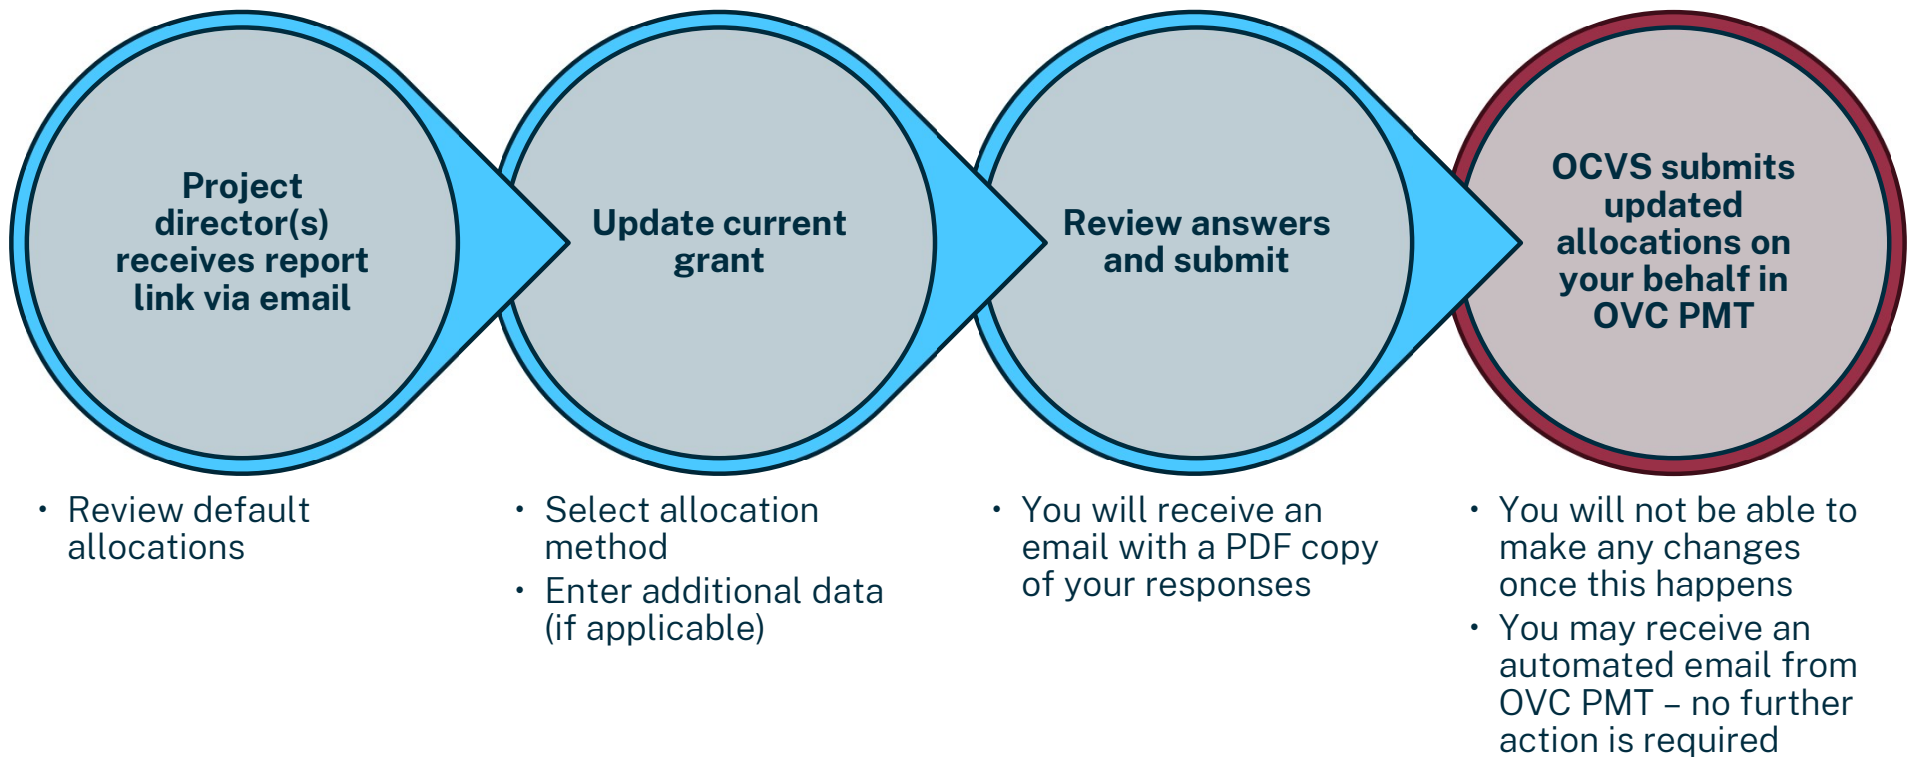 Project
director(s)
receives report
link via email
• Review default
allocations
Update current
grant
• Select allocation
method
• Enter additional data
(if applicable)
Review answers
and submit
• You will receive an
email with a PDF copy
of your responses
OCVS submits
updated
allocations on
your behalf in
OVC PMT
• You will not be able to
make any changes
once this happens
• You may receive an
automated email from
OVC PMT – no further
action is required